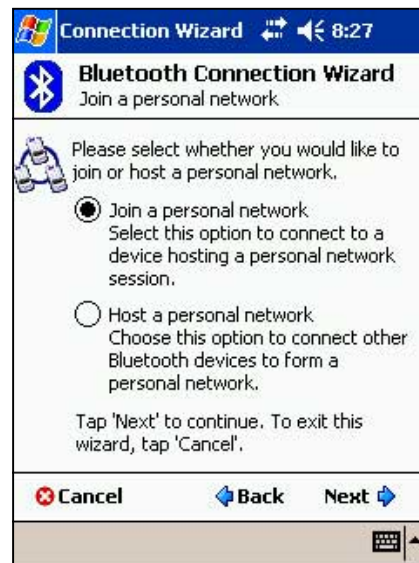 Connection Wizard 8:27
Bluetooth Connection Wizard
Join a personal network
Please select whether you would like to
join or host a personal network.
Join a personal network
Select this option to connect to a
device hosting a personal network
session.
Host a personal network
Choose this option to connect other
Bluetooth devices to form a
personal network.
Tap 'Next' to continue. To exit this
wizard, tap 'Cancel'.
Cancel Back Next